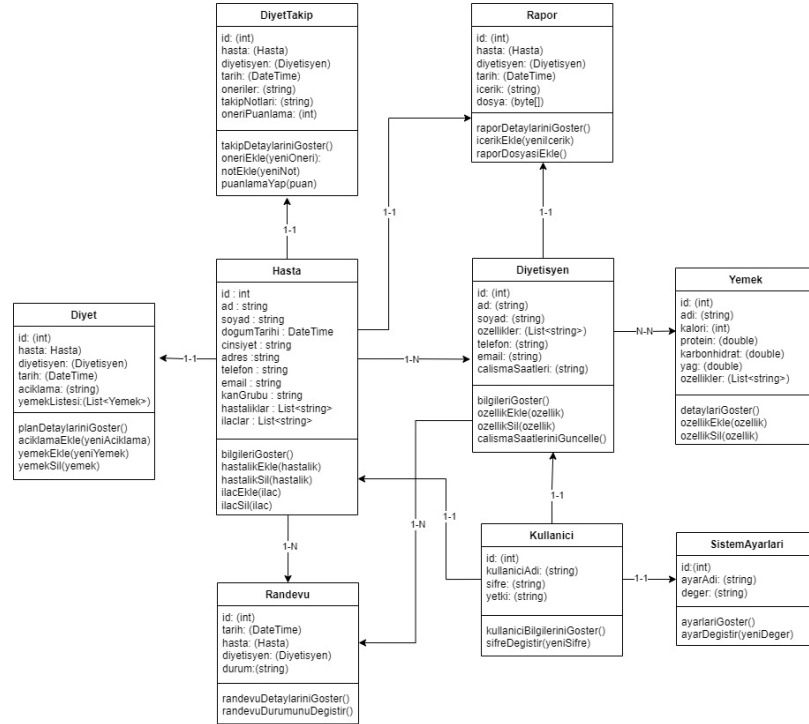 DiyetTakip
id: (int)
hasta: (Hasta)
diyetisyen: (Diyetisyen)
tarih: (DateTime)
oneriler: (string)
takipNotlari: (string)
oneriPuanlama: (int)
takipDetaylariniGoster()
oneriEkle(yeniOneri):
notEkle(yeniNot)
puanlamaYap(puan)
Rapor
id: (int)
hasta: (Hasta)
diyetisyen: (Diyetisyen)
tarih: (DateTime)
icerik: (string)
dosya: (byte[])
raporDetaylariniGoster()
icerikEkle(yeniIcerik)
raporDosyasiEkle()
1-1
1-1
1-1
Hasta
id : int
ad : string
soyad : string
dogumTarihi : DateTime
cinsiyet : string
adres :string
telefon : string
email : string
kanGrubu : string
hastaliklar : List<string>
ilaclar : List<string>
bilgileriGoster()
hastalikEkle(hastalik)
hastalikSil(hastalik)
ilacEkle(ilac)
ilacSil(ilac)
Diyetisyen
id: (int)
ad: (string)
soyad: (string)
ozellikler: (List<string>)
telefon: (string)
email: (string)
calismaSaatleri: (string)
bilgileriGoster()
ozellikEkle(ozellik)
ozellikSil(ozellik)
calismaSaatleriniGuncelle()
Yemek
id: (int)
adi: (string)
kalori: (int)
protein: (double)
karbonhidrat: (double)
yag: (double)
ozellikler: (List<string>)
detaylariGoster()
ozellikEkle(ozellik)
ozellikSil(ozellik)
Diyet
id: (int)
hasta: Hasta)
diyetisyen: (Diyetisyen)
tarih: (DateTime)
aciklama: (string)
yemekListesi:(List<Yemek>)
planDetaylariniGoster()
aciklamaEkle(yeniAciklama)
yemekEkle(yeniYemek)
yemekSil(yemek)
1-1
1-N
N-N
1-1
1-1
1-N
1-N
Kullanici
id: (int)
kullaniciAdi: (string)
sifre: (string)
yetki: (string)
kullaniciBilgileriniGoster()
sifreDegistir(yeniSifre)
1-1
SistemAyarlari
id:(int)
ayarAdi: (string)
deger: (string)
ayarlariGoster()
ayarDegistir(yeniDeger)
Randevu
id: (int)
tarih: (DateTime)
hasta: (Hasta)
diyetisyen: (Diyetisyen)
durum:(string)
randevuDetaylariniGoster()
randevuDurumunuDegistir()